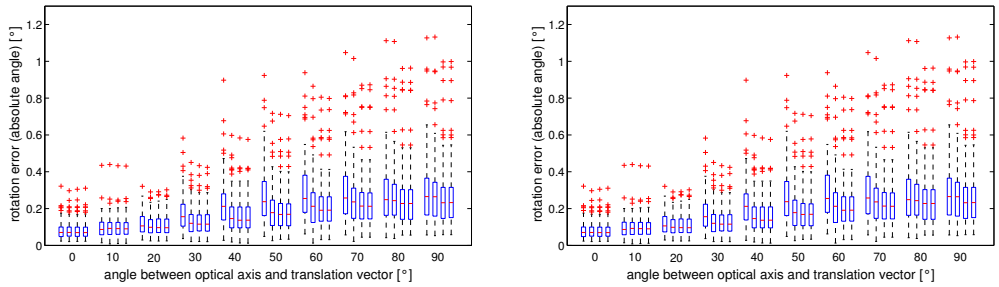 rotation error (absolute angle) [°]
1.2
1
0.8
0.6
0.4
0.2
0
0 10 20 30 40 50 60 70 80 90
angle between optical axis and translation vector [°]
rotation error (absolute angle) [°]
1.2
1
0.8
0.6
0.4
0.2
0
0 10 20 30 40 50 60 70 80 90
angle between optical axis and translation vector [°]